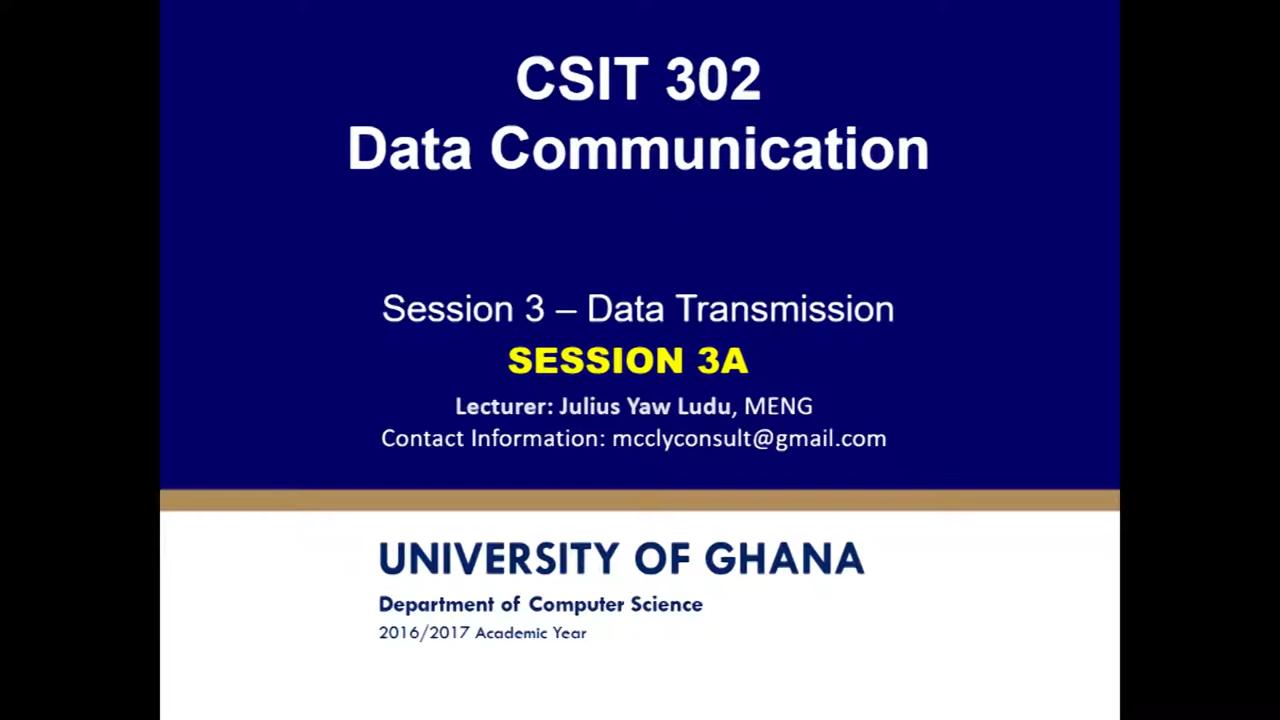 CSIT 302
Data Communication
Session 3 – Data Transmission
SESSION 3A
Lecturer: Julius Yaw Ludu, MENG
Contact Information: mcclyconsult@gmail.com
UNIVERSITY OF GHANA
Department of Computer Science
2016/2017 Academic Year